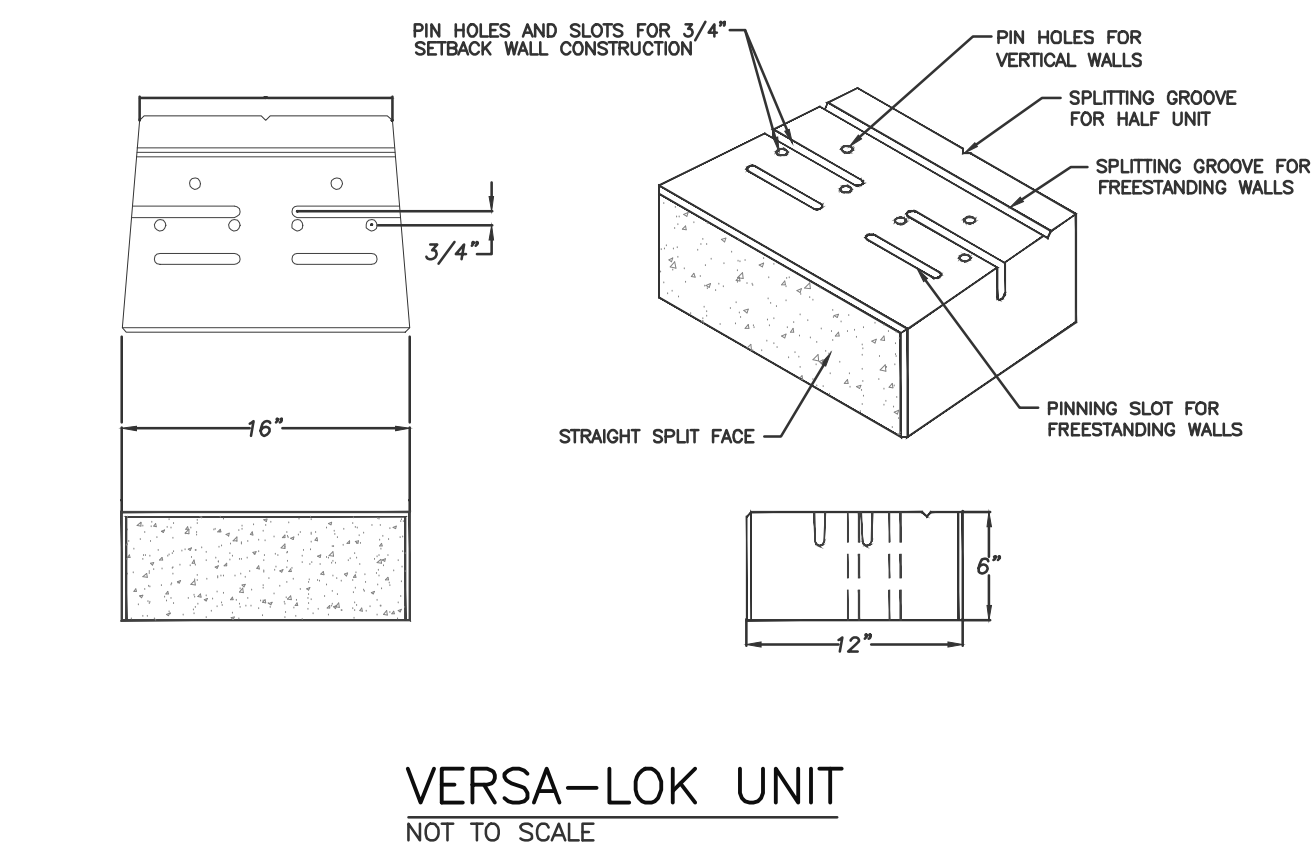 PIN HOLES AND SLOTS FOR 3/4"
SETBACK WALL CONSTRUCTION
PIN HOLES FOR
VERTICAL WALLS
SPLITTING GROOVE
FOR HALF UNIT
SPLITTING GROOVE FOR
FREESTANDING WALLS
3/4"
16"
STRAIGHT SPLIT FACE
PINNING SLOT FOR
FREESTANDING WALLS
6"
12"
VERSA-LOK UNIT
NOT TO SCALE